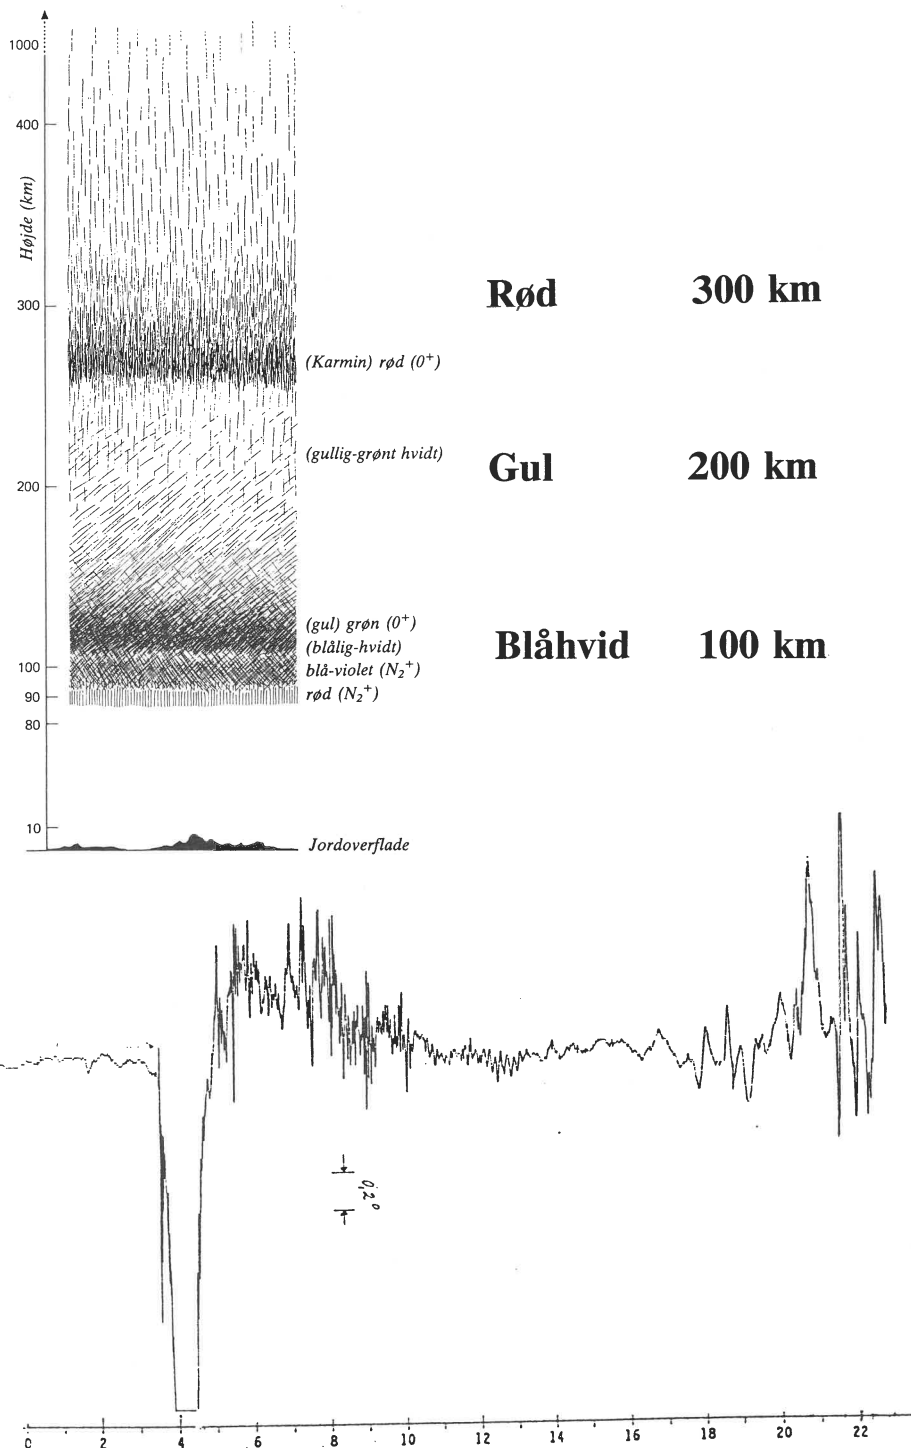 1000
400
Højde (km)
300
(Karmin) rød (0⁺)
Rød 300 km
(gullig-grønt hvidt)
Gul 200 km
200
(gul) grøn (0⁺)
(blålig-hvidt)
Blåhvid 100 km
100
blå-violet (N₂⁺)
90
rød (N₂⁺)
80
10
Jordoverflade
0,2°
0 2 4 6 8 10 12 14 16 18 20 22